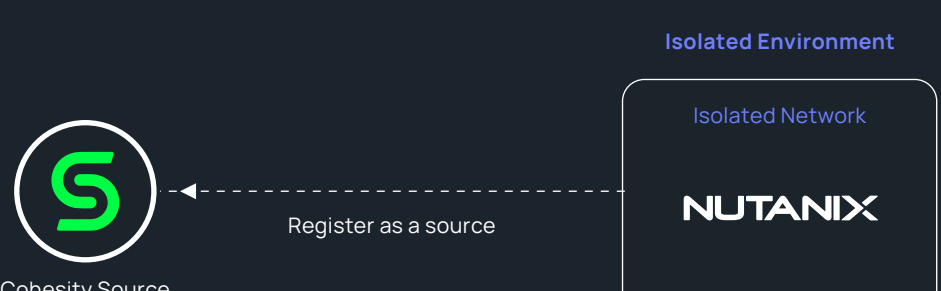 Isolated Environment
Isolated Network
NUTANIX
Register as a source
Cohesity Source